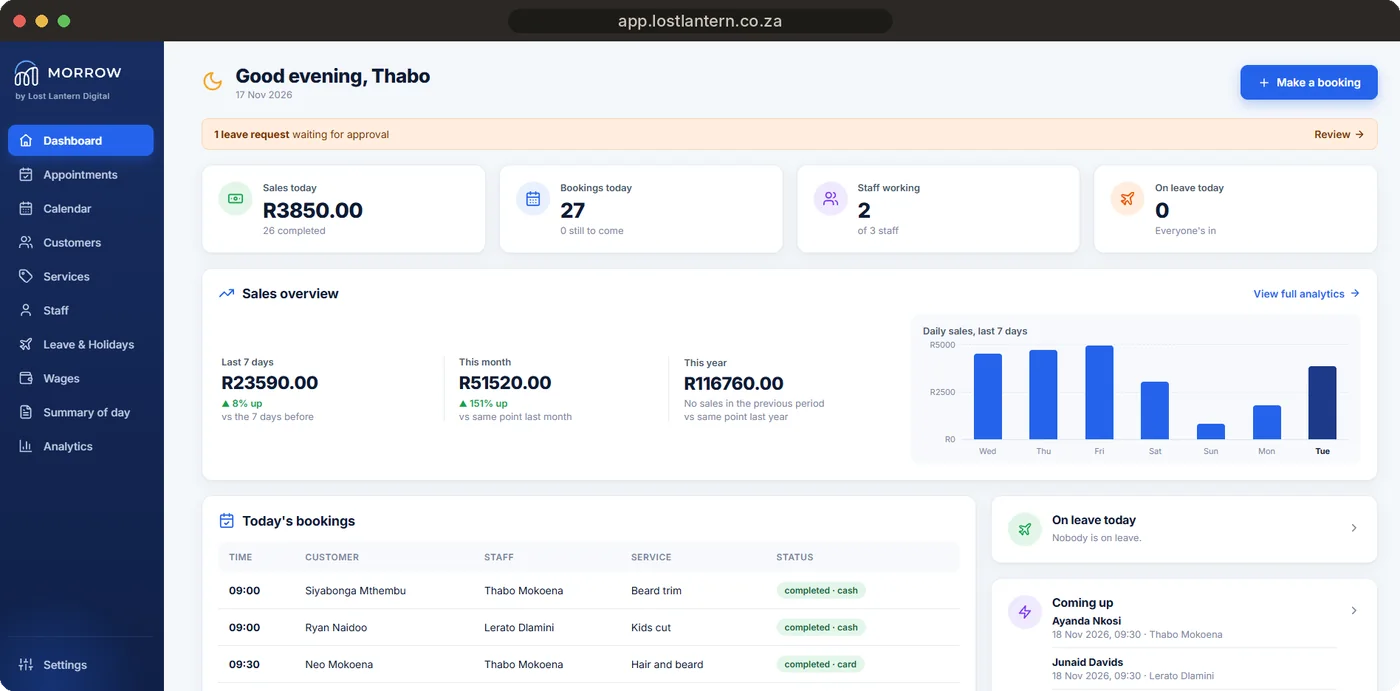 app.lostlantern.co.za
MORROW
by Lost Lantern Digital
Dashboard
Appointments
Calendar
Customers
Services
Staff
Leave & Holidays
Wages
Summary of day
Analytics
Settings
Good evening, Thabo
17 Nov 2026
+ Make a booking
1 leave request waiting for approval
Review →
Sales today
R3850.00
26 completed
Bookings today
27
0 still to come
Staff working
2
of 3 staff
On leave today
0
Everyone's in
Sales overview
View full analytics →
Last 7 days
R23590.00
▲ 8% up
vs the 7 days before
This month
R51520.00
▲ 151% up
vs same point last month
This year
R116760.00
No sales in the previous period
vs same point last year
Daily sales, last 7 days
R5000
R2500
R0
Wed Thu Fri Sat Sun Mon Tue
Today's bookings
TIME CUSTOMER STAFF SERVICE STATUS
09:00 Siyabonga Mthembu Thabo Mokoena Beard trim completed · cash
09:00 Ryan Naidoo Lerato Dlamini Kids cut completed · cash
09:30 Neo Mokoena Thabo Mokoena Hair and beard completed · card
On leave today
Nobody is on leave.
Coming up
Ayanda Nkosi
18 Nov 2026, 09:30 · Thabo Mokoena
Junaid Davids
18 Nov 2026, 09:30 · Lerato Dlamini